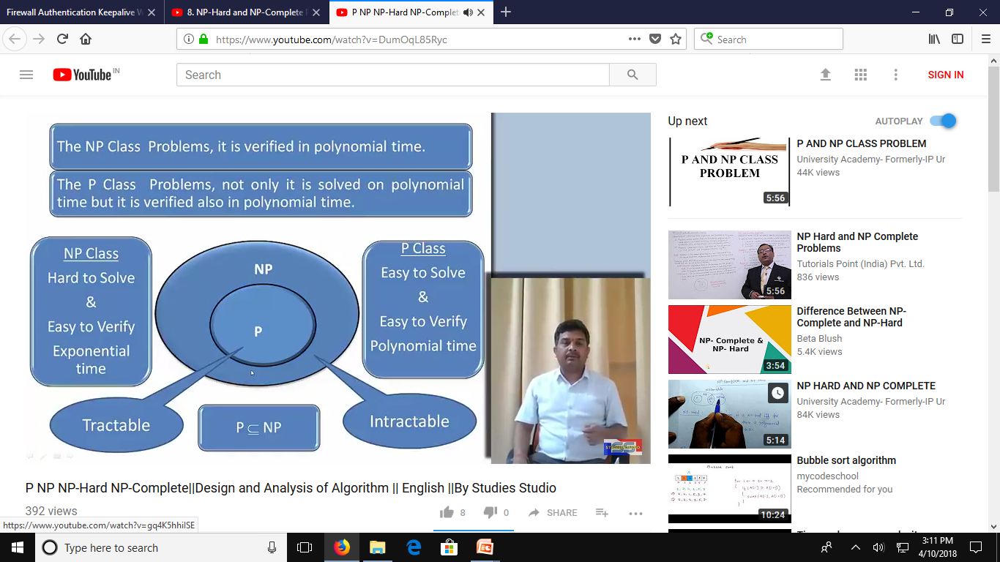 Firewall Authentication Keepalive W
8. NP-Hard and NP-Complete
P NP NP-Hard NP-Complete
https://www.youtube.com/watch?v=DumOqL85Ryc
Search
YouTube IN
Search
SIGN IN
The NP Class Problems, it is verified in polynomial time.
The P Class Problems, not only it is solved on polynomial
time but it is verified also in polynomial time.
NP Class
Hard to Solve
&
Easy to Verify
Exponential
time
NP
P
P Class
Easy to Solve
&
Easy to Verify
Polynomial time
Tractable
P ⊆ NP
Intractable
P NP NP-Hard NP-Complete||Design and Analysis of Algorithm || English ||By Studies Studio
392 views
8
0
SHARE
https://www.youtube.com/watch?v=gq4K5hhilSE
Up next
AUTOPLAY
P AND NP CLASS
PROBLEM
5:56
P AND NP CLASS PROBLEM
University Academy- Formerly-IP Ur
44K views
5:56
NP Hard and NP Complete
Problems
Tutorials Point (India) Pvt. Ltd.
836 views
NP- Complete &
NP- Hard
3:54
Difference Between NP-
Complete and NP-Hard
Beta Blush
5.4K views
5:14
NP HARD AND NP COMPLETE
University Academy- Formerly-IP Ur
84K views
Bubble sort
10:24
Bubble sort algorithm
mycodeschool
Recommended for you
Type here to search
3:11 PM
4/10/2018